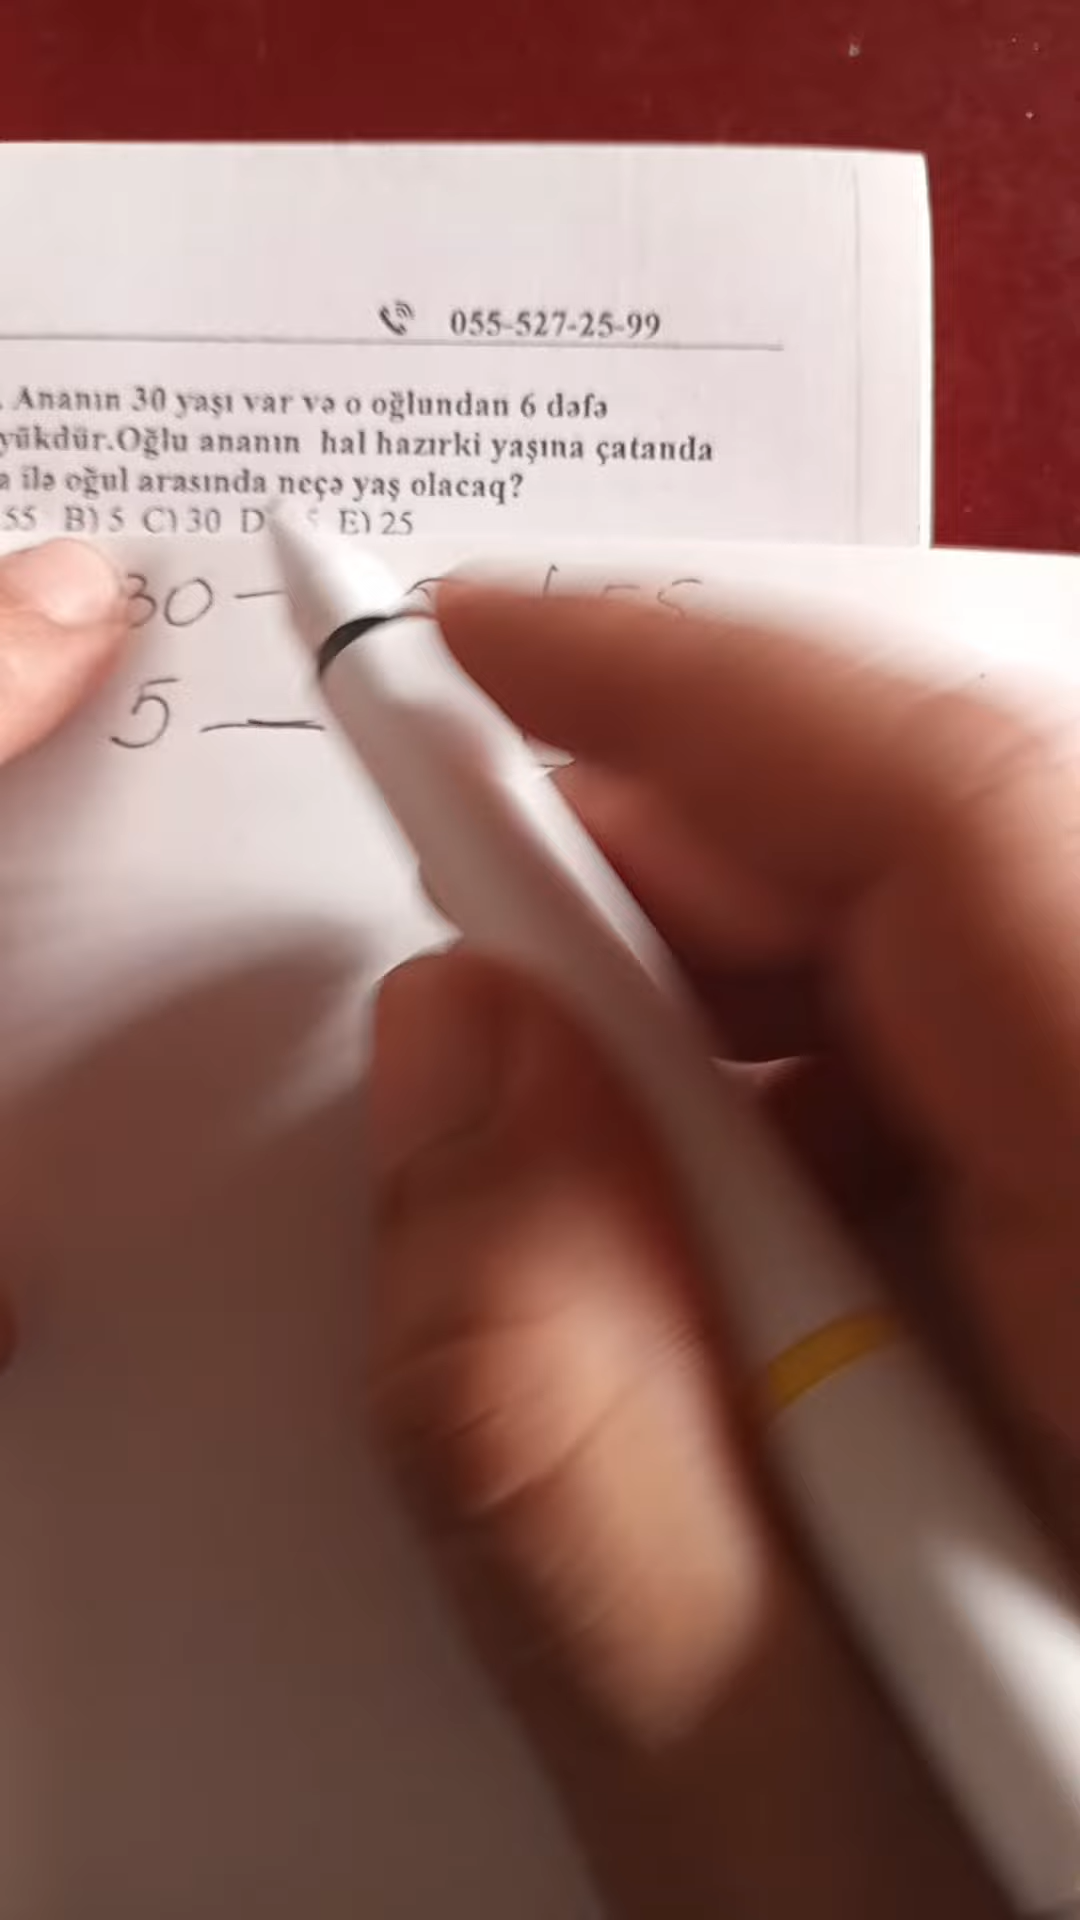 055-527-25-99
. Ananın 30 yaşı var və o oğlundan 6 dəfə
yükdür.Oğlu ananın hal hazırki yaşına çatanda
a ilə oğul arasında neçə yaş olacaq?
55 B) 5 C) 30 D 5 E) 25
30 —
5 —